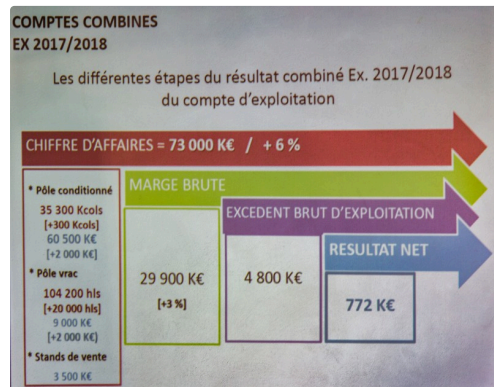 COMPTES COMBINES
EX 2017/2018
Les différentes étapes du résultat combiné Ex. 2017/2018
du compte d'exploitation
CHIFFRE D'AFFAIRES = 73 000 K€ / + 6 %
* Pôle conditionné
35 300 Kcols
[+300 Kcols]
60 500 K€
[+2 000 K€]
* Pôle vrac
104 200 hls
[+20 000 hls]
9 000 K€
[+2 000 K€)
* Stands de vente
3 500 K€
MARGE BRUTE
29 900 K€
[+3 %]
EXCEDENT BRUT D'EXPLOITATION
4 800 K€
RESULTAT NET
772 K€